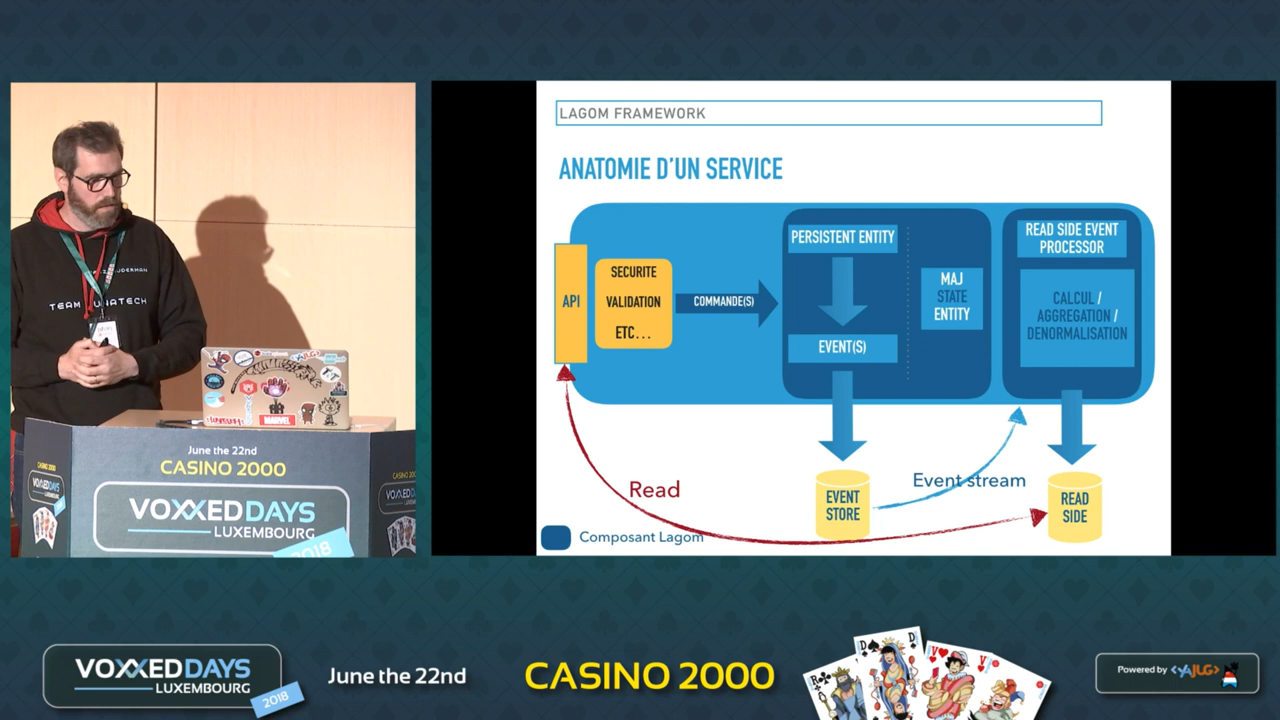 LAGOM FRAMEWORK
ANATOMIE D'UN SERVICE
API
SECURITE
VALIDATION
ETC...
COMMANDE(S)
PERSISTENT ENTITY
EVENT(S)
MAJ
STATE
ENTITY
READ SIDE EVENT
PROCESSOR
CALCUL /
AGGREGATION /
DENORMALISATION
Read
Event stream
EVENT
STORE
READ
SIDE
Composant Lagom
MARVEL
June the 22nd
CASINO 2000
VOXXEDDAYS
LUXEMBOURG
2018
VOXXEDDAYS
LUXEMBOURG
2018
June the 22nd
CASINO 2000
Powered by <YAJUG>